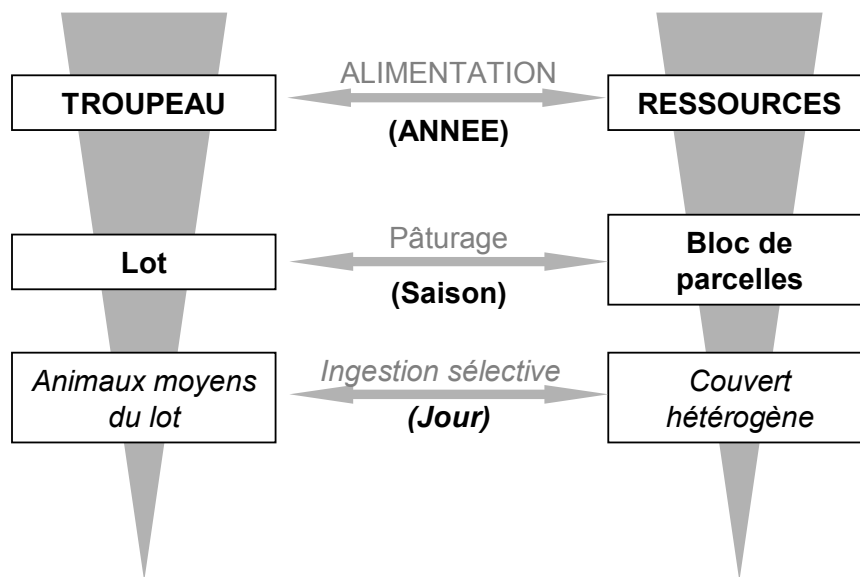 ALIMENTATION
TROUPEAU
RESSOURCES
(ANNEE)
Pâturage
Lot
Bloc de
parcelles
(Saison)
Animaux moyens
du lot
Ingestion sélective
(Jour)
Couvert
hétérogène